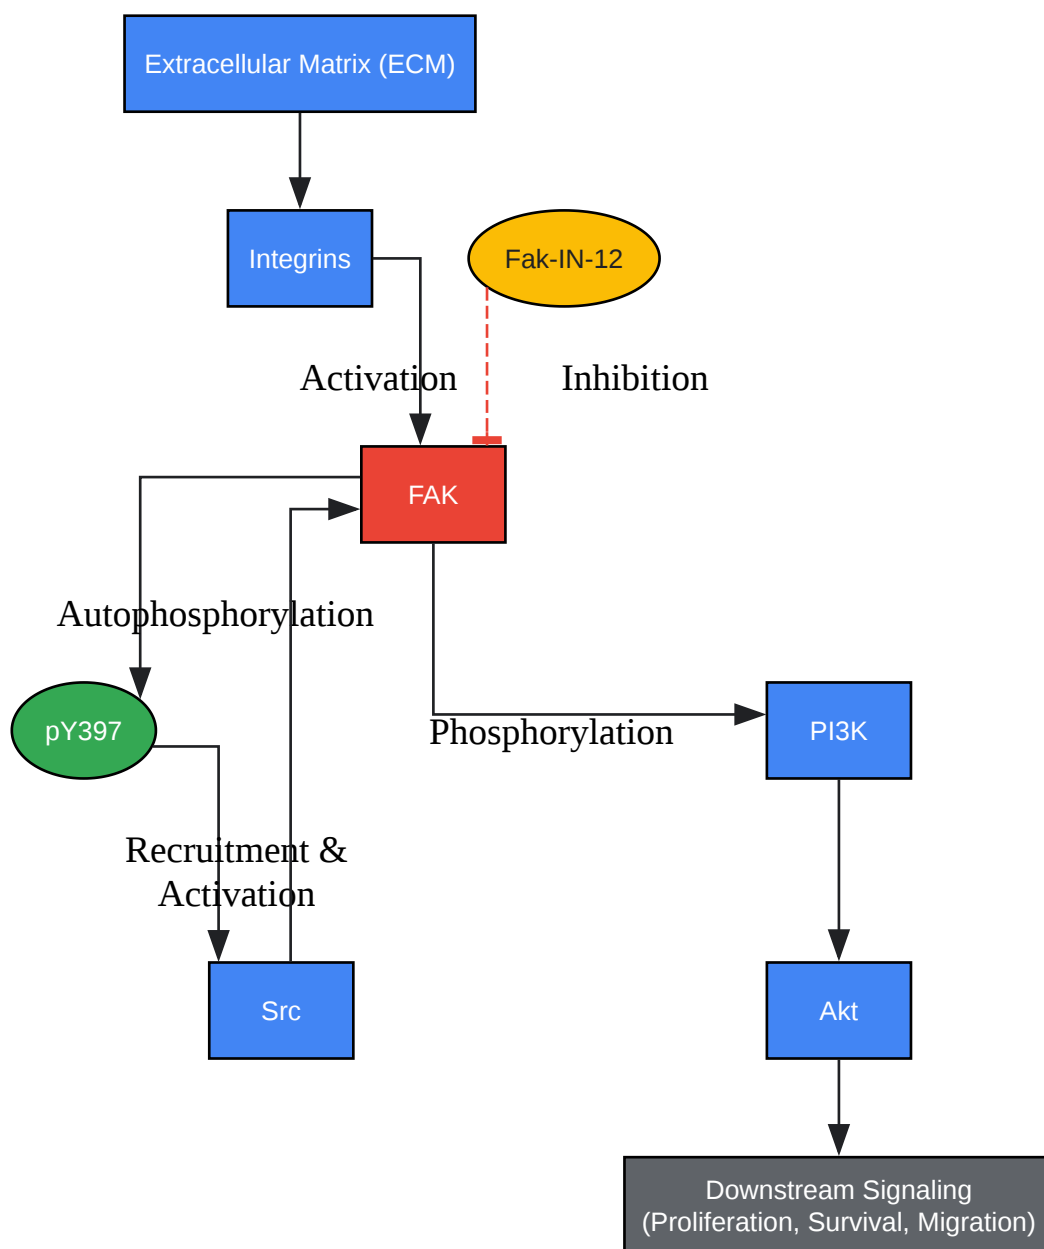 Extracellular Matrix (ECM)
Integrins
Fak-IN-12
Activation
Inhibition
FAK
Autophosphorylation
pY397
Phosphorylation
PI3K
Recruitment &
Activation
Src
Akt
Downstream Signaling
(Proliferation, Survival, Migration)